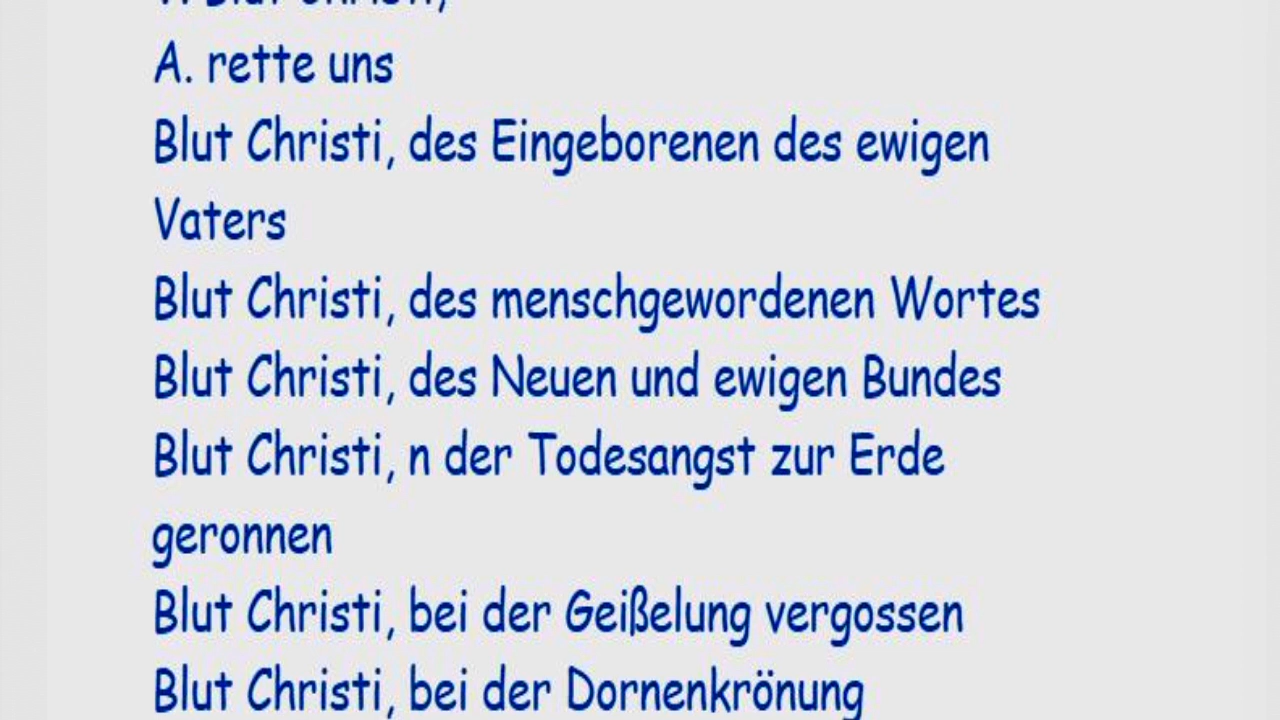 Blut Christi,
A. rette uns
Blut Christi, des Eingeborenen des ewigen
Vaters
Blut Christi, des menschgewordenen Wortes
Blut Christi, des Neuen und ewigen Bundes
Blut Christi, n der Todesangst zur Erde
geronnen
Blut Christi, bei der Geißelung vergossen
Blut Christi, bei der Dornenkrönung